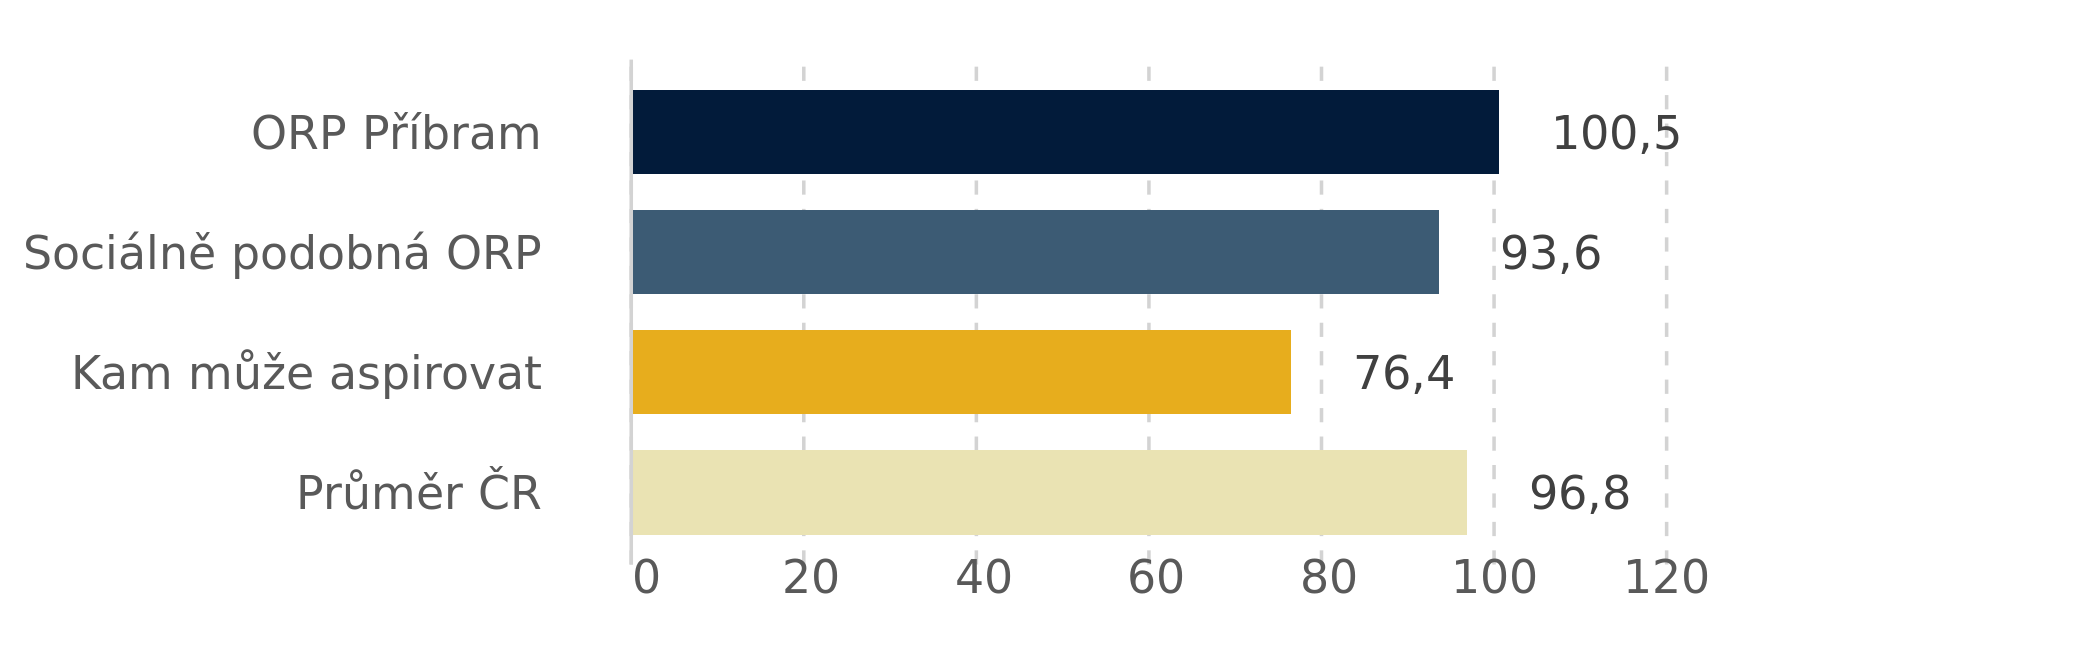 ORP Příbram 100,5
Sociálně podobná ORP 93,6
Kam může aspirovat 76,4
Průměr ČR 96,8
0 20 40 60 80 100 120